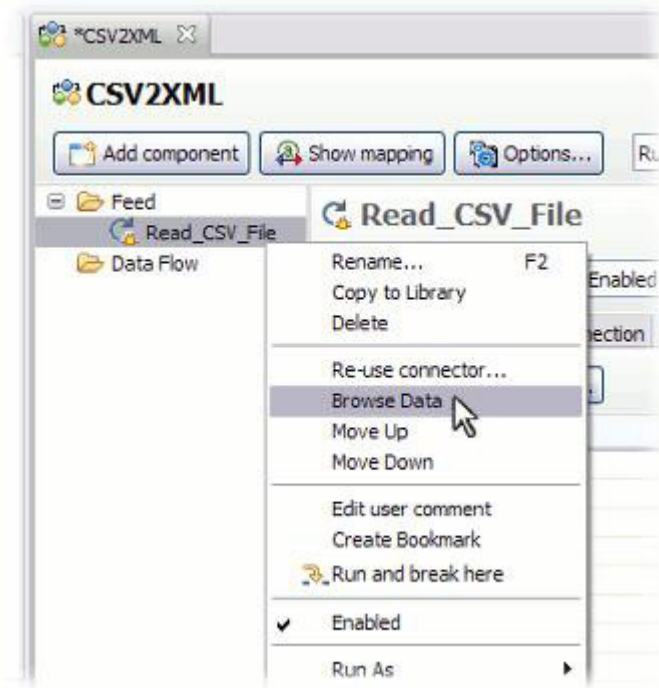 *CSV2XML
CSV2XML
Add component
Show mapping
Options...
Feed
Read_CSV_File
Data Flow
Read_CSV_File
Enabled
Rename... F2
Copy to Library
Delete
Re-use connector...
Browse Data
Move Up
Move Down
Edit user comment
Create Bookmark
Run and break here
Enabled
Run As